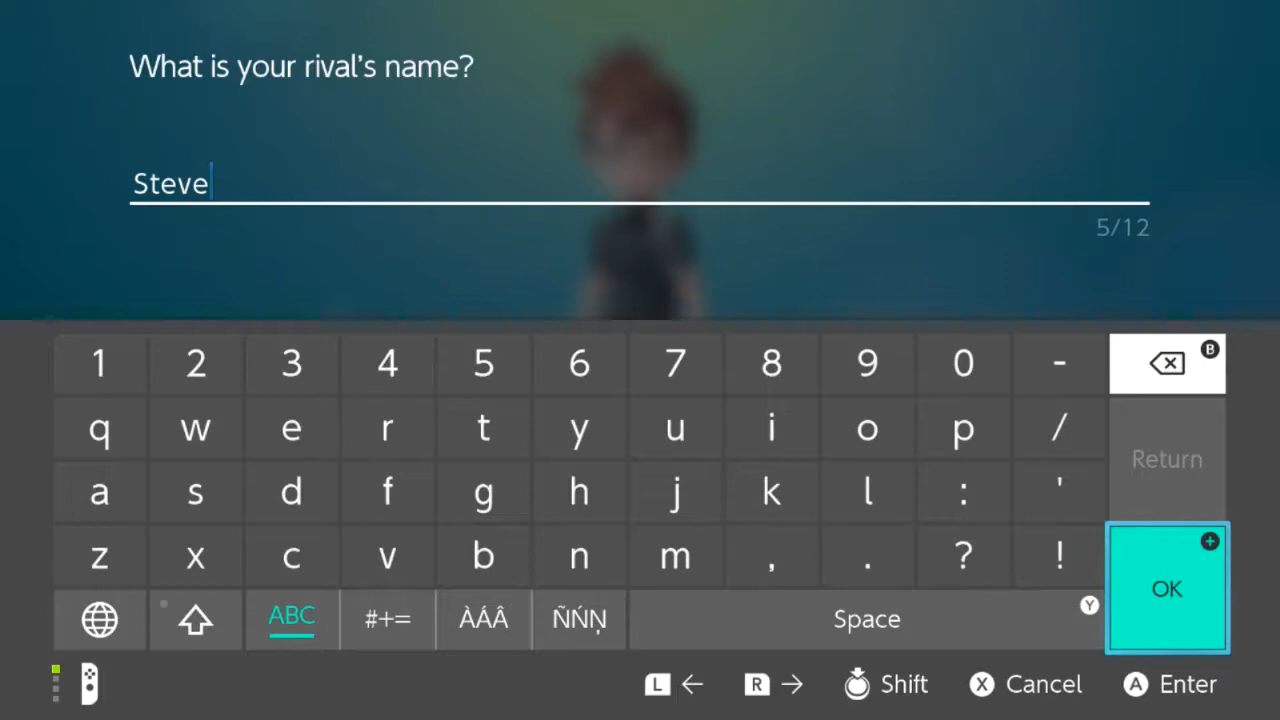 What is your rival's name?
Steve
5/12
1 2 3 4 5 6 7 8 9 0 - B
q w e r t y u i o p /
a s d f g h j k l : '
Return
z x c v b n m , . ? ! +
OK
ABC #+= ÀÁÂ ÑŃŅ Space Y
L ← R → Shift X Cancel A Enter